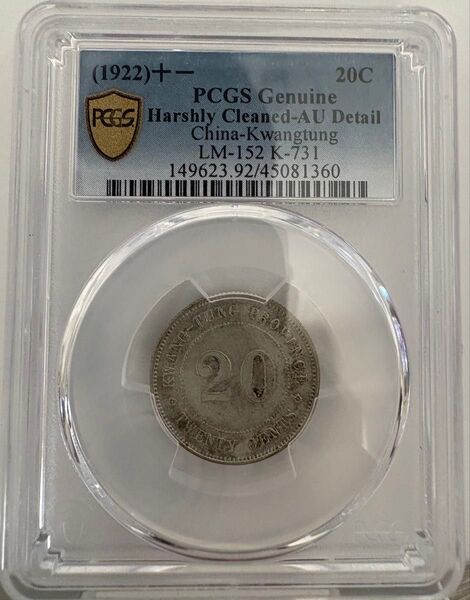 (1922)十一 20C
PCGS Genuine
Harshly Cleaned-AU Detail
China-Kwangtung
LM-152 K-731
149623.92/45081360
PCGS
KWANG-TUNG PROVINCE
20
TWENTY CENTS